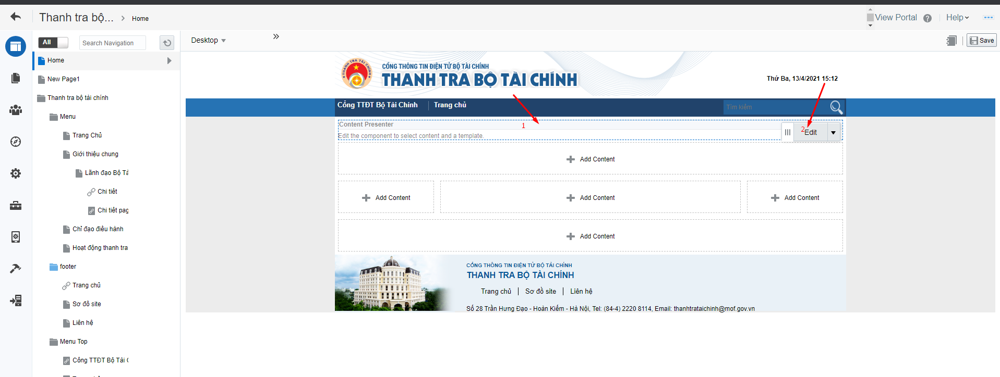 Thanh tra bộ... > Home
View Portal
Help
All
Search Navigation
Desktop
Save
Home
New Page1
Thanh tra bộ tài chính
Menu
Trang Chủ
Giới thiệu chung
Lãnh đạo Bộ Tà
Chi tiết
Chi tiết pag
Chỉ đạo điều hành
Hoạt động thanh tra
footer
Trang chủ
Sơ đồ site
Liên hệ
Menu Top
Cổng TTĐT Bộ Tài C
THANH TRA TÀI CHÍNH
CỔNG THÔNG TIN ĐIỆN TỬ BỘ TÀI CHÍNH
THANH TRA BỘ TÀI CHÍNH
Thứ Ba, 13/4/2021 15:12
Cổng TTĐT Bộ Tài Chính
Trang chủ
Tìm kiếm
Content Presenter
1
2
Edit
Edit the component to select content and a template.
Add Content
Add Content
Add Content
Add Content
Add Content
CỔNG THÔNG TIN ĐIỆN TỬ BỘ TÀI CHÍNH
THANH TRA BỘ TÀI CHÍNH
Trang chủ
Sơ đồ site
Liên hệ
Số 28 Trần Hưng Đạo - Hoàn Kiếm - Hà Nội, Tel: (84-4) 2220 8114, Email: thanhtrataichinh@mof.gov.vn